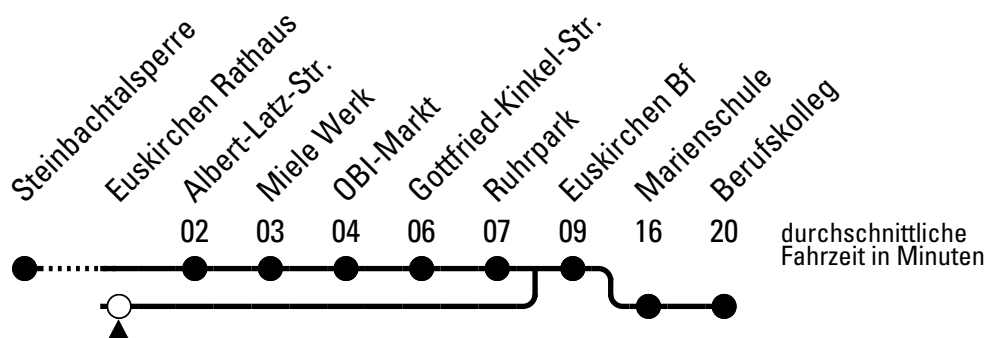 Steinbachtalsperre
Euskirchen Rathaus
Albert-Latz-Str.
Miele Werk
OBI-Markt
Gottfried-Kinkel-Str.
Ruhrpark
Euskirchen Bf
Marienschule
Berufskolleg
02 03 04 06 07 09 16 20
durchschnittliche
Fahrzeit in Minuten